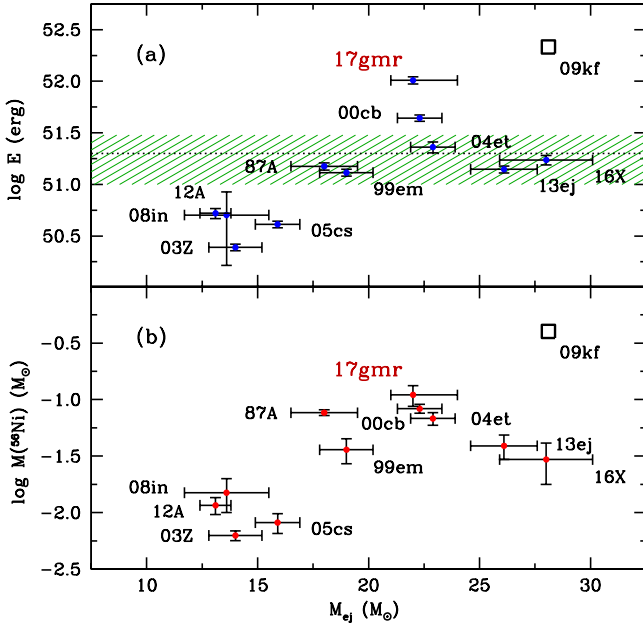 (a)
17gmr
09kf
00cb
04et
87A
99em
13ej
16X
12A
08in
03Z
05cs
52.5
52.0
51.5
51.0
50.5
log E (erg)
(b)
17gmr
09kf
87A
00cb
04et
99em
13ej
16X
08in
12A
03Z
05cs
-0.5
-1.0
-1.5
-2.0
-2.5
log M(⁵⁶Ni) (M⊙)
10 15 20 25 30
Mej (M⊙)